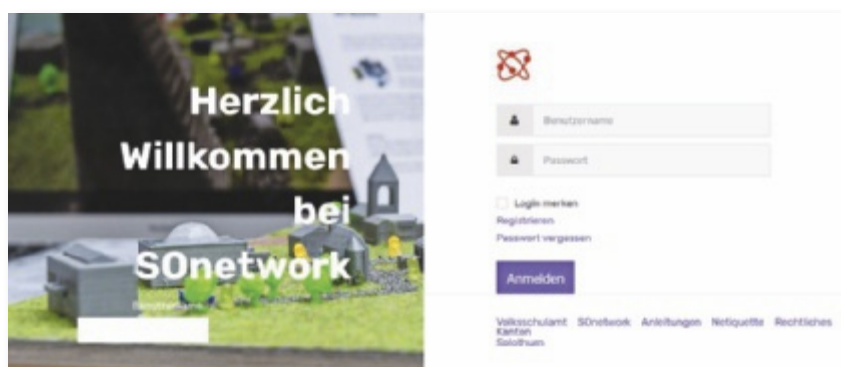 Herzlich
Willkommen
bei
SOnetwork
Benutzername
Benutzername
Passwort
Login merken
Registrieren
Passwort vergessen
Anmelden
Volksschulamt SOnetwork Anleitungen Netiquette Rechtliches
Kanton
Solothurn